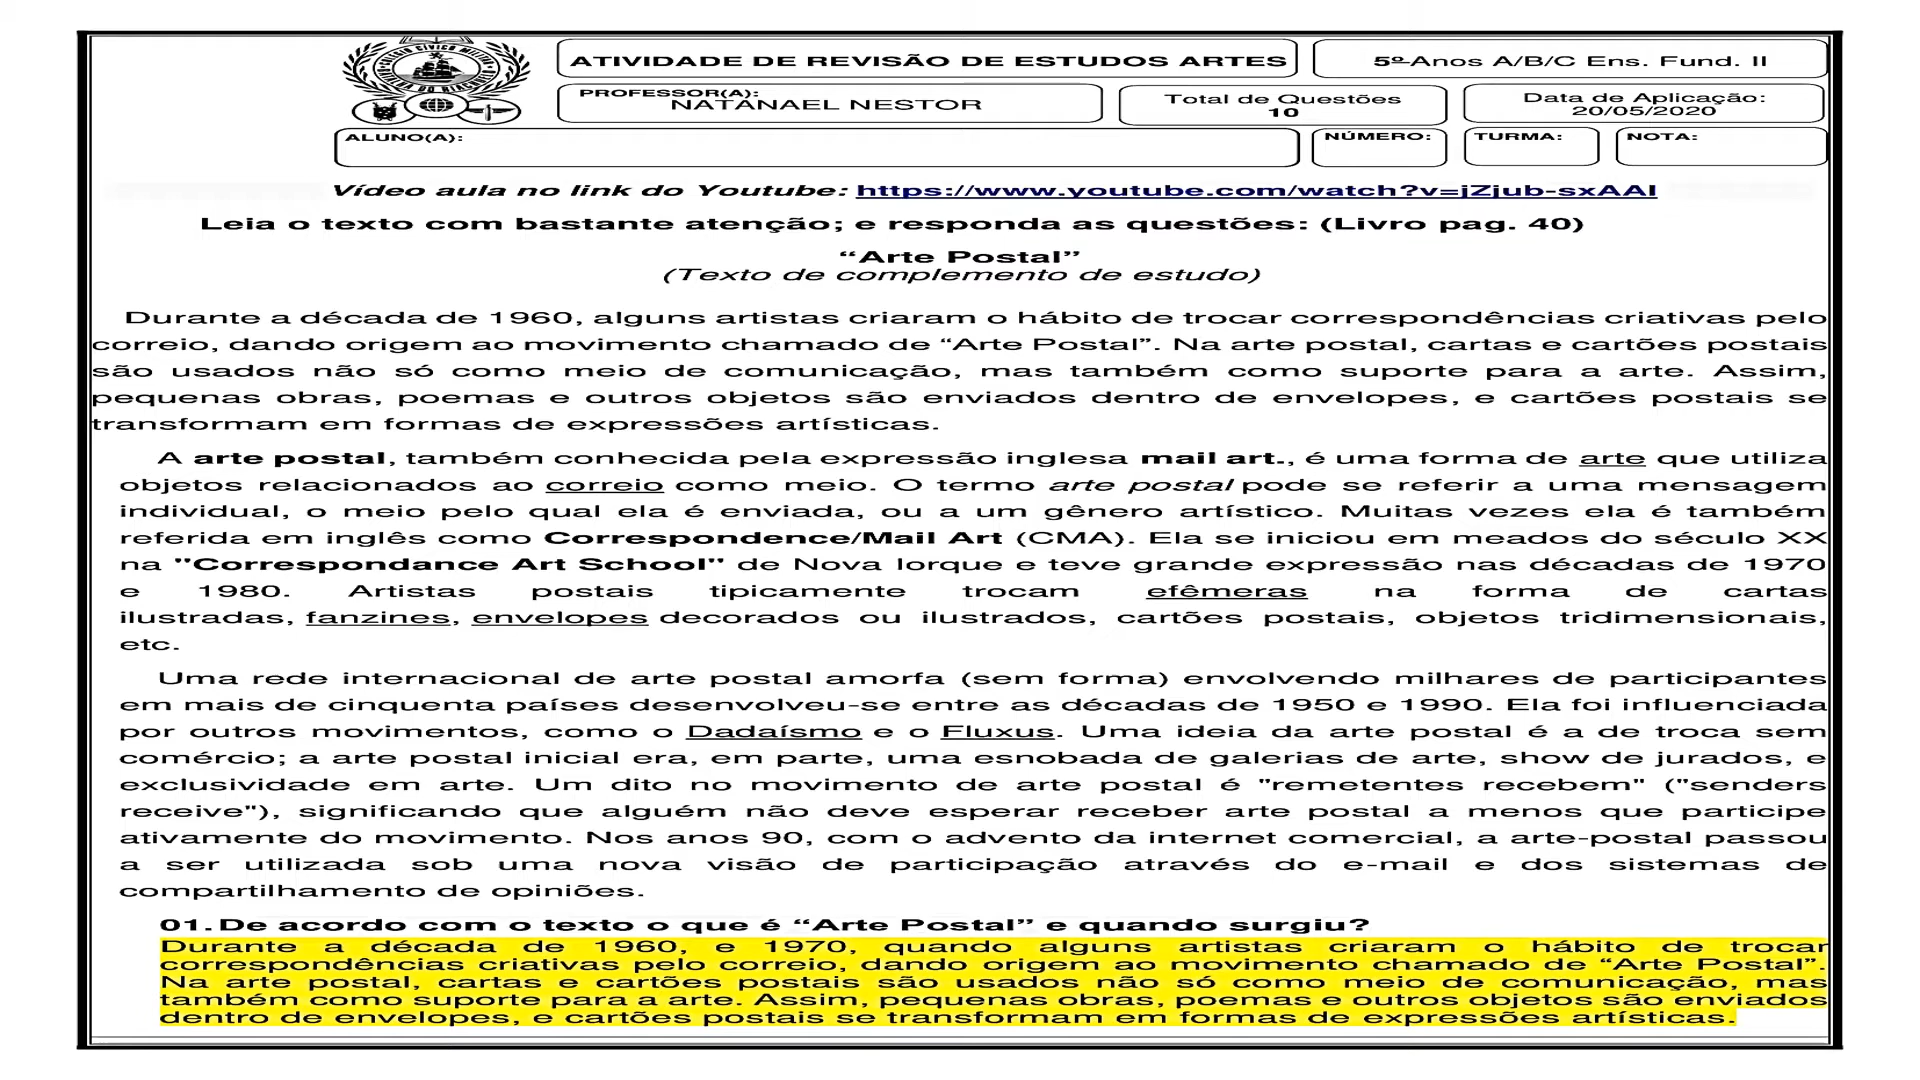 ATIVIDADE DE REVISÃO DE ESTUDOS ARTES
5º Anos A/B/C Ens. Fund. II
PROFESSOR(A):
NATANAEL NESTOR
Total de Questões
10
Data de Aplicação:
20/05/2020
ALUNO(A):
NÚMERO:
TURMA:
NOTA:
Vídeo aula no link do Youtube: https://www.youtube.com/watch?v=jZjub-sxAAI
Leia o texto com bastante atenção; e responda as questões: (Livro pag. 40)
“Arte Postal”
(Texto de complemento de estudo)
Durante a década de 1960, alguns artistas criaram o hábito de trocar correspondências criativas pelo
correio, dando origem ao movimento chamado de “Arte Postal”. Na arte postal, cartas e cartões postais
são usados não só como meio de comunicação, mas também como suporte para a arte. Assim,
pequenas obras, poemas e outros objetos são enviados dentro de envelopes, e cartões postais se
transformam em formas de expressões artísticas.
A arte postal, também conhecida pela expressão inglesa mail art., é uma forma de arte que utiliza
objetos relacionados ao correio como meio. O termo arte postal pode se referir a uma mensagem
individual, o meio pelo qual ela é enviada, ou a um gênero artístico. Muitas vezes ela é também
referida em inglês como Correspondence/Mail Art (CMA). Ela se iniciou em meados do século XX
na "Correspondance Art School" de Nova Iorque e teve grande expressão nas décadas de 1970
e 1980. Artistas postais tipicamente trocam efêmeras na forma de cartas
ilustradas, fanzines, envelopes decorados ou ilustrados, cartões postais, objetos tridimensionais,
etc.
Uma rede internacional de arte postal amorfa (sem forma) envolvendo milhares de participantes
em mais de cinquenta países desenvolveu-se entre as décadas de 1950 e 1990. Ela foi influenciada
por outros movimentos, como o Dadaísmo e o Fluxus. Uma ideia da arte postal é a de troca sem
comércio; a arte postal inicial era, em parte, uma esnobada de galerias de arte, show de jurados, e
exclusividade em arte. Um dito no movimento de arte postal é "remetentes recebem" ("senders
receive"), significando que alguém não deve esperar receber arte postal a menos que participe
ativamente do movimento. Nos anos 90, com o advento da internet comercial, a arte-postal passou
a ser utilizada sob uma nova visão de participação através do e-mail e dos sistemas de
compartilhamento de opiniões.
01. De acordo com o texto o que é “Arte Postal” e quando surgiu?
Durante a década de 1960, e 1970, quando alguns artistas criaram o hábito de trocar
correspondências criativas pelo correio, dando origem ao movimento chamado de “Arte Postal”.
Na arte postal, cartas e cartões postais são usados não só como meio de comunicação, mas
também como suporte para a arte. Assim, pequenas obras, poemas e outros objetos são enviados
dentro de envelopes, e cartões postais se transformam em formas de expressões artísticas.